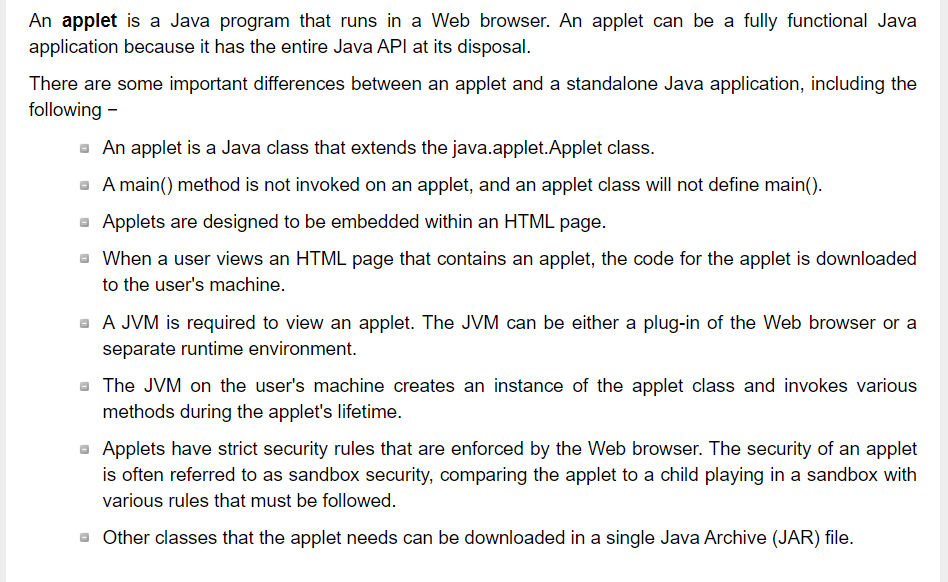 An applet is a Java program that runs in a Web browser. An applet can be a fully functional Java
application because it has the entire Java API at its disposal.
There are some important differences between an applet and a standalone Java application, including the
following −
An applet is a Java class that extends the java.applet.Applet class.
A main() method is not invoked on an applet, and an applet class will not define main().
Applets are designed to be embedded within an HTML page.
When a user views an HTML page that contains an applet, the code for the applet is downloaded
to the user's machine.
A JVM is required to view an applet. The JVM can be either a plug-in of the Web browser or a
separate runtime environment.
The JVM on the user's machine creates an instance of the applet class and invokes various
methods during the applet's lifetime.
Applets have strict security rules that are enforced by the Web browser. The security of an applet
is often referred to as sandbox security, comparing the applet to a child playing in a sandbox with
various rules that must be followed.
Other classes that the applet needs can be downloaded in a single Java Archive (JAR) file.